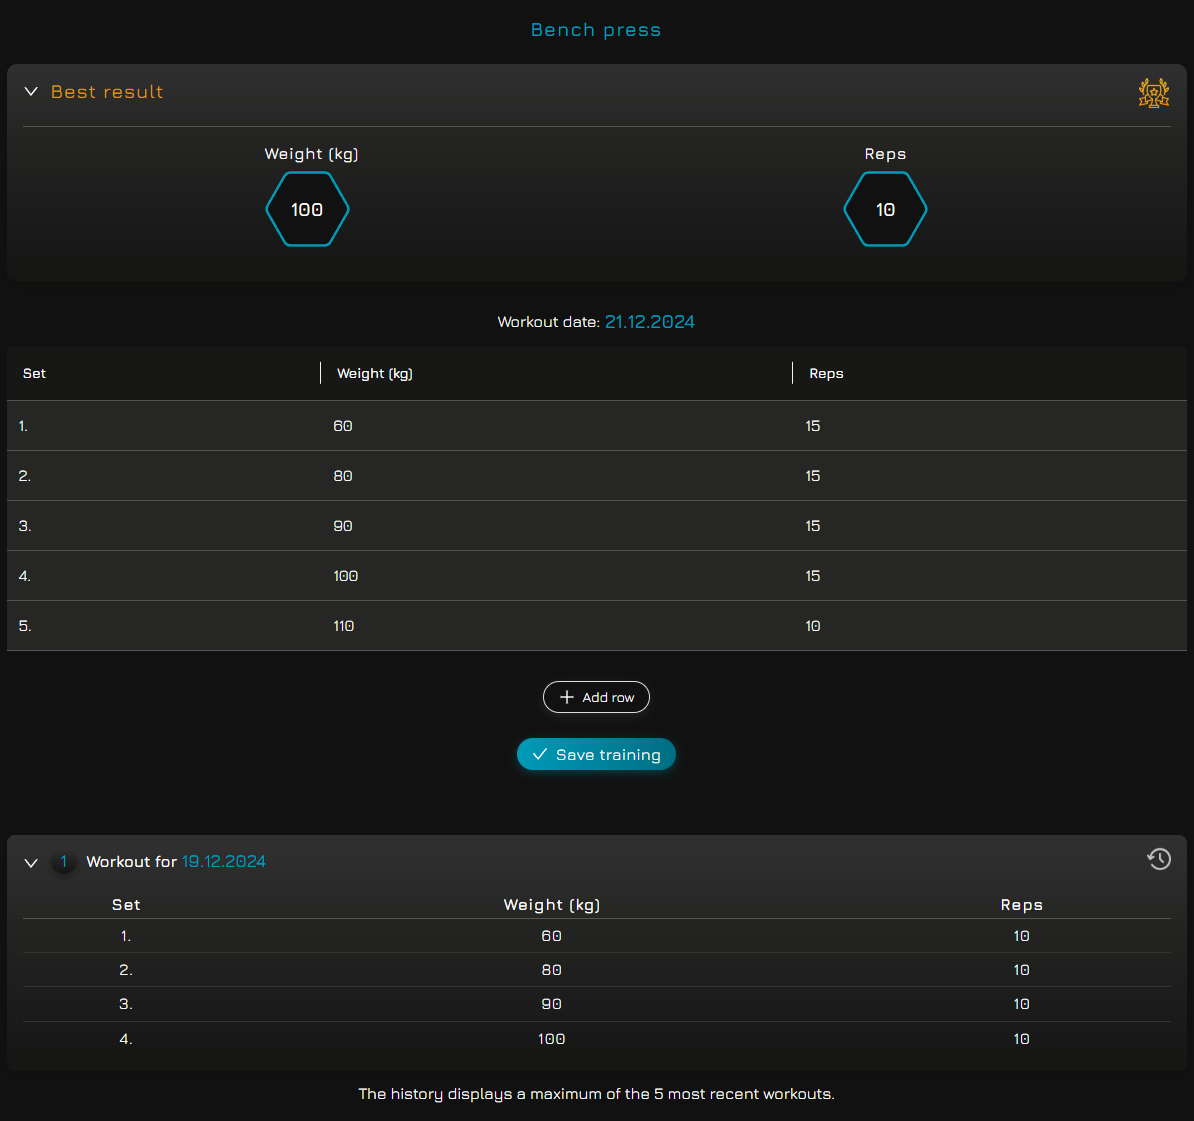 Bench press
Best result
Weight (kg) Reps
100 10
Workout date: 21.12.2024
Set Weight (kg) Reps
1. 60 15
2. 80 15
3. 90 15
4. 100 15
5. 110 10
Add row
Save training
1 Workout for 19.12.2024
Set Weight (kg) Reps
1. 60 10
2. 80 10
3. 90 10
4. 100 10
The history displays a maximum of the 5 most recent workouts.